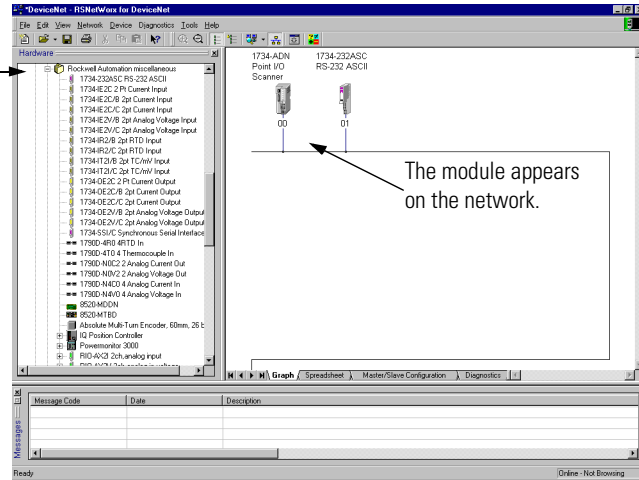 *DeviceNet - RSNetWorx for DeviceNet
File Edit View Network Device Diagnostics Tools Help
Hardware
Rockwell Automation miscellaneous
1734-232ASC RS-232 ASCII
1734-IE2C 2 Pt Current Input
1734-IE2C/B 2pt Current Input
1734-IE2C/C 2pt Current Input
1734-IE2V/B 2pt Analog Voltage Input
1734-IE2V/C 2pt Analog Voltage Input
1734-IR2/B 2pt RTD Input
1734-IR2/C 2pt RTD Input
1734-IT2I/B 2pt TC/mV Input
1734-IT2I/C 2pt TC/mV Input
1734-OE2C 2 Pt Current Output
1734-OE2C/B 2pt Current Output
1734-OE2C/C 2pt Current Output
1734-OE2V/B 2pt Analog Voltage Output
1734-OE2V/C 2pt Analog Voltage Output
1734-SSI/C Synchronous Serial Interface
1790D-4R0 4RTD In
1790D-4T0 4 Thermocouple In
1790D-N0C2 2 Analog Current Out
1790D-N0V2 2 Analog Voltage Out
1790D-N4C0 4 Analog Current In
1790D-N4V0 4 Analog Voltage In
8520-MDDN
8520-MTBD
Absolute Multi-Turn Encoder, 60mm, 26
IQ Position Controller
Powermonitor 3000
RIO-AX2I 2ch,analog input
1734-ADN
Point I/O
Scanner
00
1734-232ASC
RS-232 ASCII
01
The module appears
on the network.
Graph Spreadsheet Master/Slave Configuration Diagnostics
Messages
Message Code Date Description
Ready Online - Not Browsing